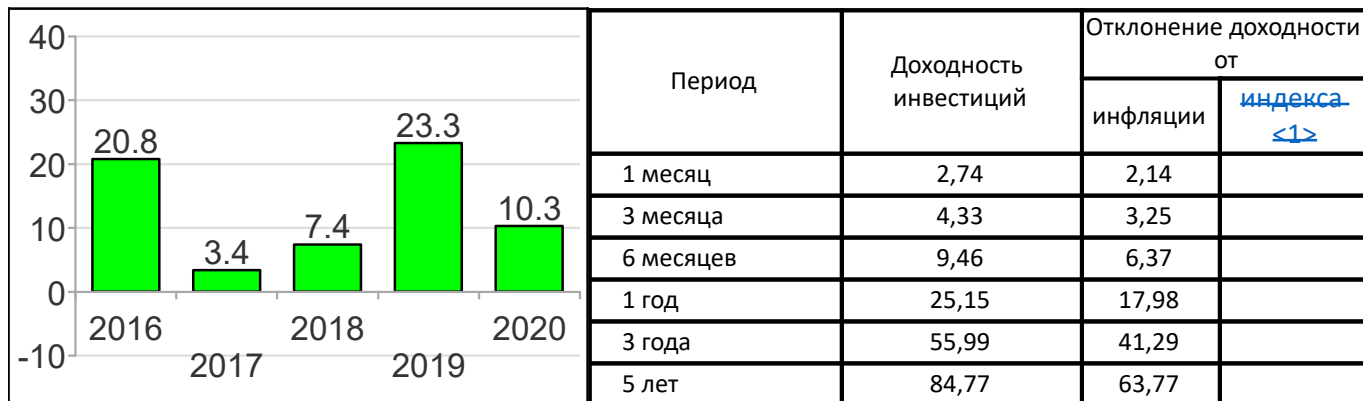 40
30
20
10
0
-10
20.8
3.4
7.4
23.3
10.3
2016
2017
2018
2019
2020
Период
Доходность
инвестиций
Отклонение доходности
от
инфляции
индекса
<1>
1 месяц 2,74 2,14
3 месяца 4,33 3,25
6 месяцев 9,46 6,37
1 год 25,15 17,98
3 года 55,99 41,29
5 лет 84,77 63,77